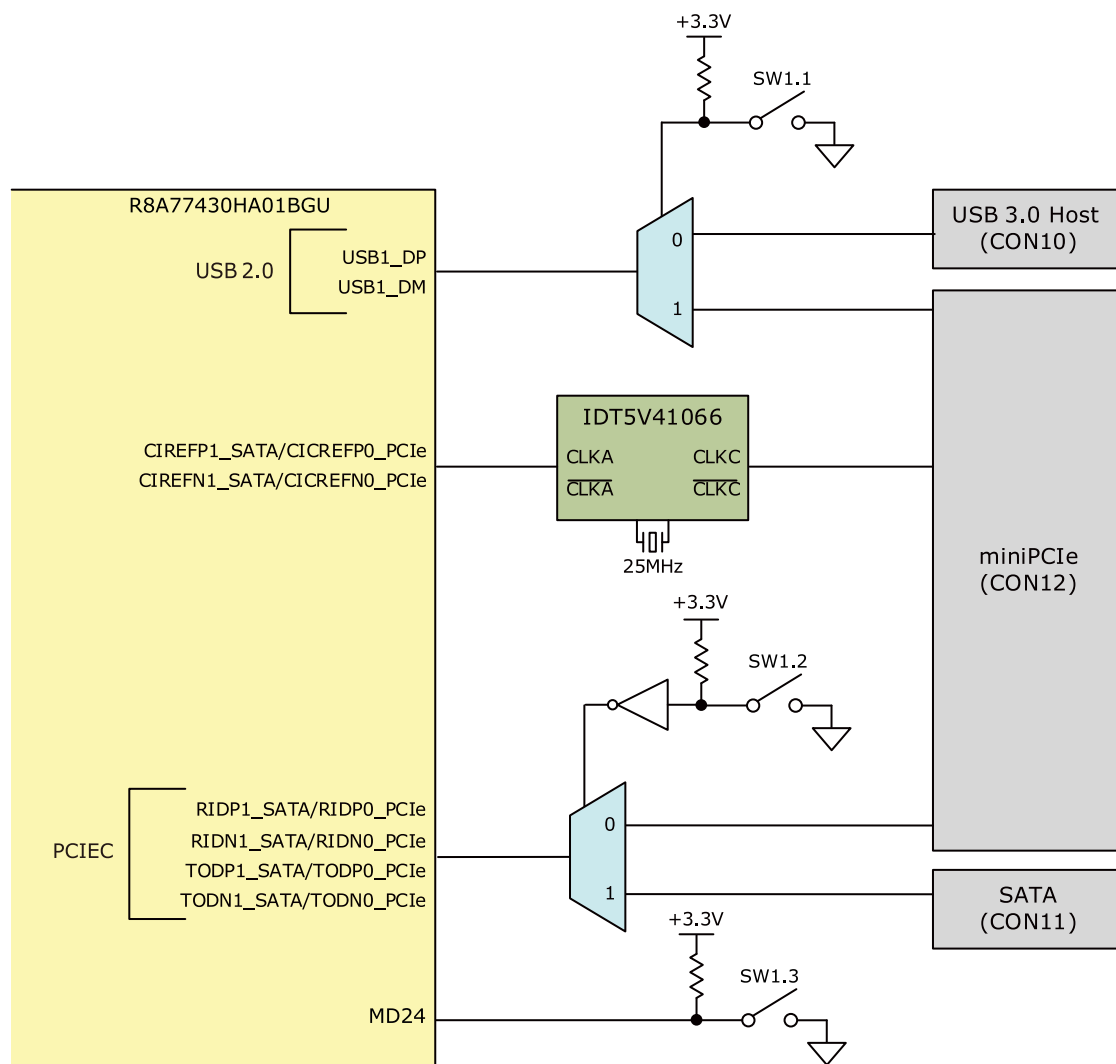 +3.3V
SW1.1
R8A77430HA01BGU
USB 2.0
USB1_DP
USB1_DM
0
1
USB 3.0 Host
(CON10)
IDT5V41066
CIREFP1_SATA/CICREFP0_PCIe
CIREFN1_SATA/CICREFN0_PCIe
CLKA
CLKC
CLKA
CLKC
25MHz
miniPCIe
(CON12)
+3.3V
SW1.2
PCIEC
RIDP1_SATA/RIDP0_PCIe
RIDN1_SATA/RIDN0_PCIe
TODP1_SATA/TODP0_PCIe
TODN1_SATA/TODN0_PCIe
0
1
SATA
(CON11)
+3.3V
SW1.3
MD24